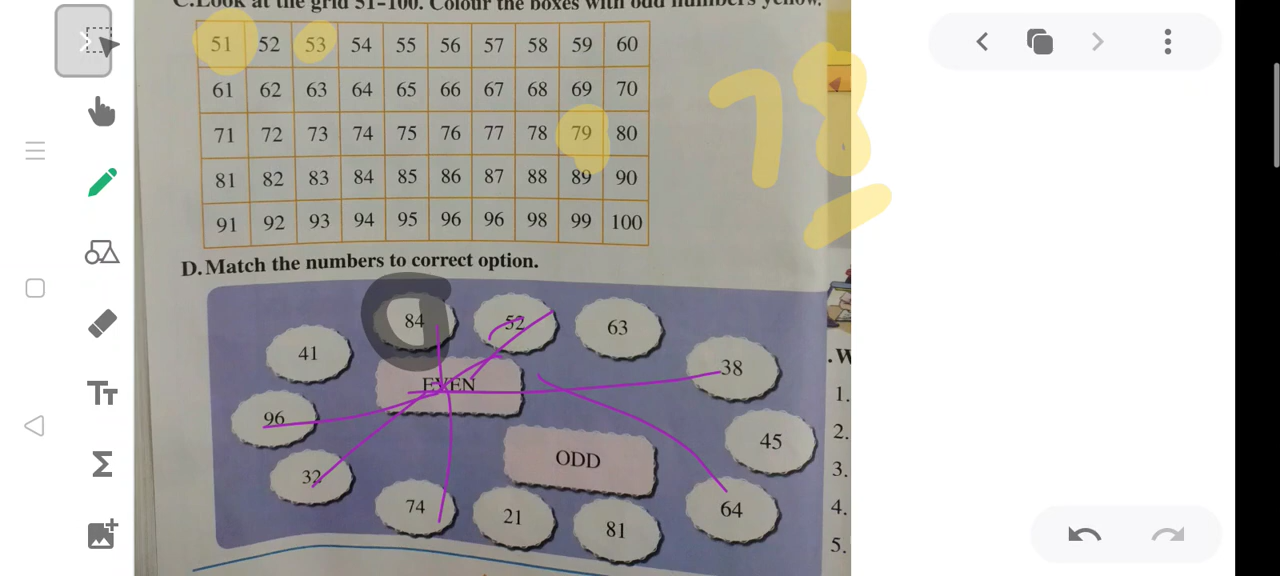 C.Look at the grid 51-100. Colour the boxes with odd numbers yellow.
51 52 53 54 55 56 57 58 59 60
61 62 63 64 65 66 67 68 69 70
71 72 73 74 75 76 77 78 79 80
81 82 83 84 85 86 87 88 89 90
91 92 93 94 95 96 96 98 99 100
78
D.Match the numbers to correct option.
84 52 63
41
38
EVEN
96
45
ODD
32
74 21 81 64
.W
1.
2.
3.
4.
5.
Tт
Σ